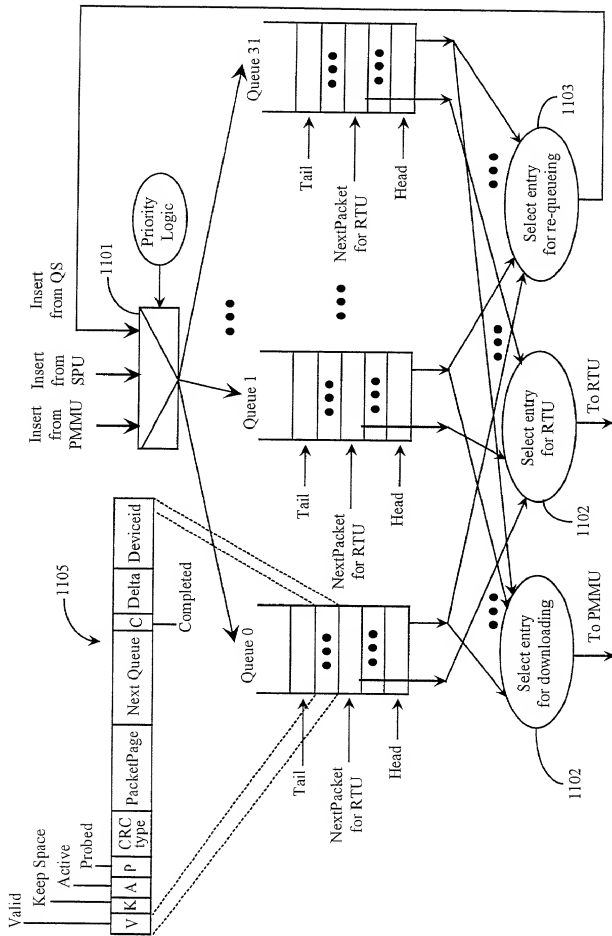 Valid
Keep Space
Active
Probed
1105
V
K
A
P
CRC
type
PacketPage
Next Queue
C
Delta
Deviceid
Completed
Insert
from
PMMU
Insert
from
SPU
Insert
from QS
1101
Priority
Logic
Queue 0
Queue 1
Queue 31
Tail
NextPacket
for RTU
Head
Tail
NextPacket
for RTU
Head
Tail
NextPacket
for RTU
Head
Select entry
for downloading
1102
To PMMU
Select entry
for RTU
1102
To RTU
Select entry
for re-queueing
1103